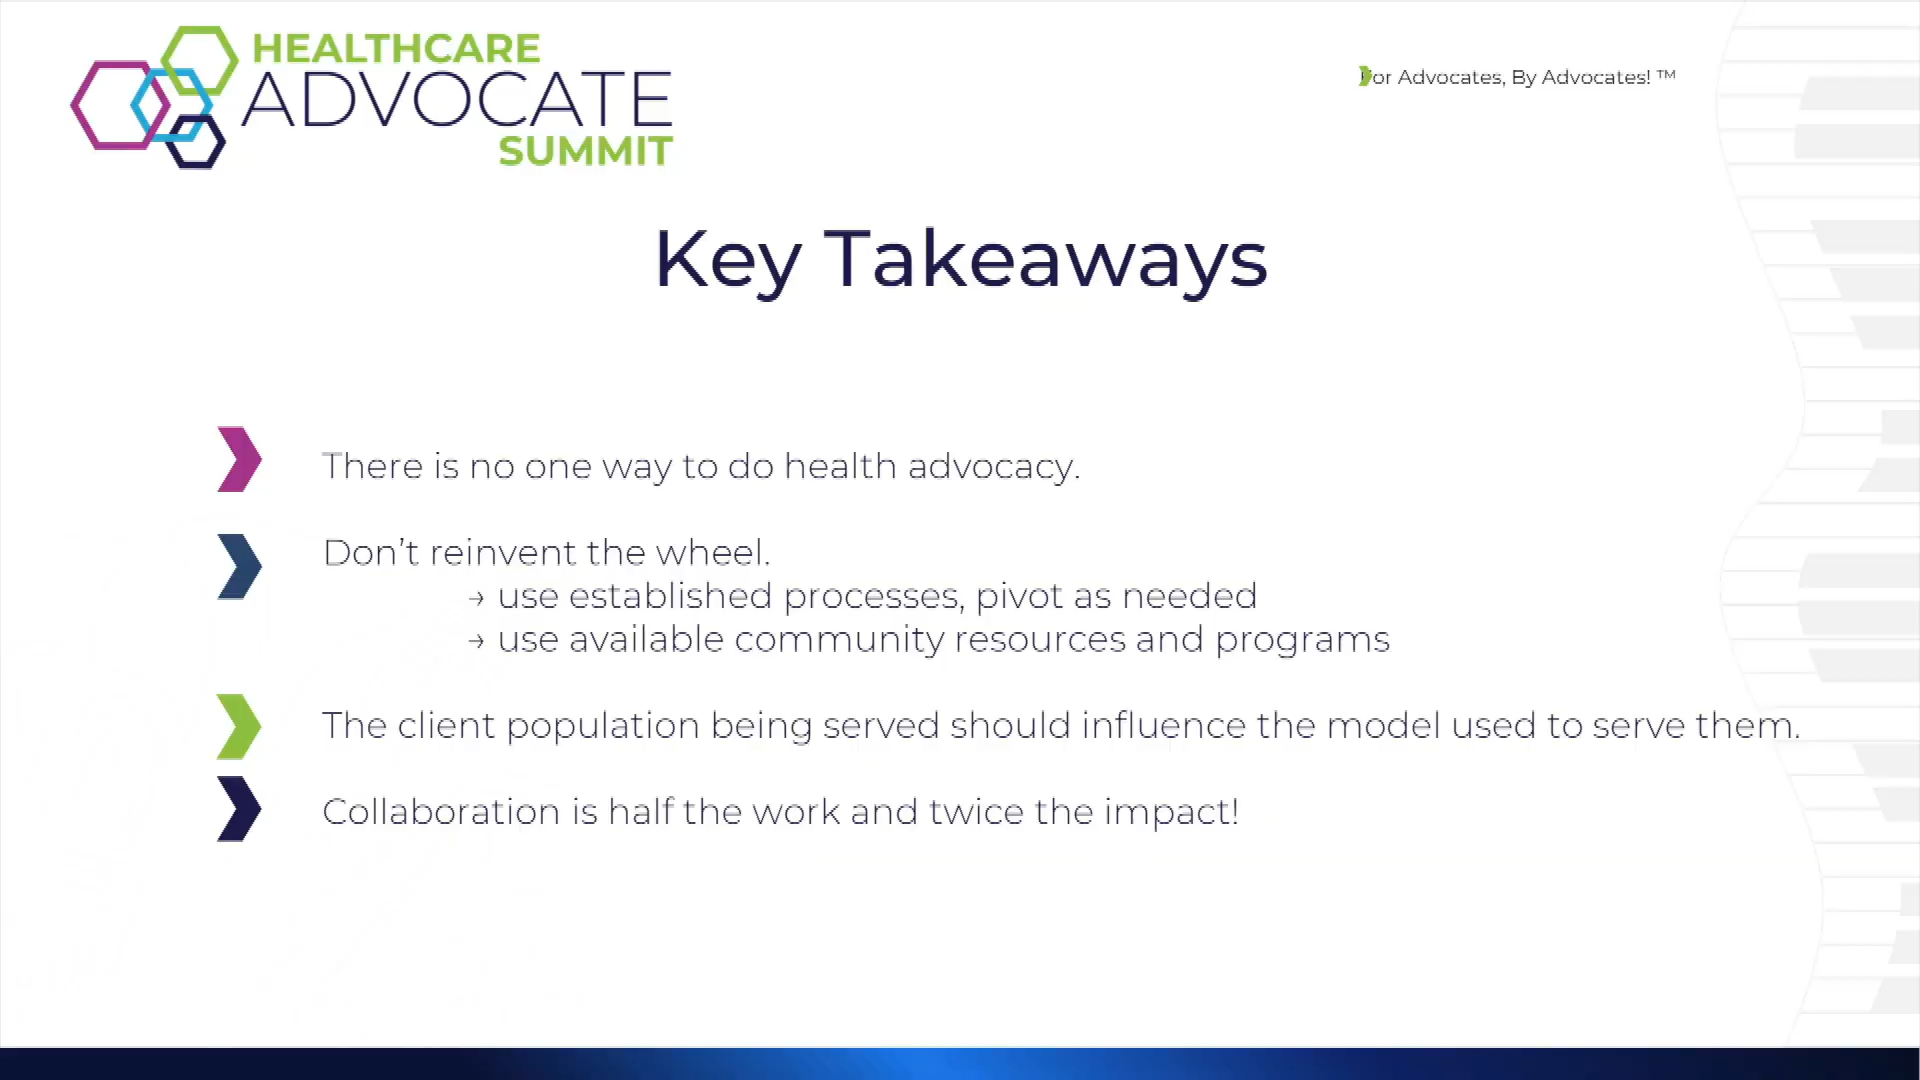 HEALTHCARE
ADVOCATE
SUMMIT
For Advocates, By Advocates! ™
Key Takeaways
There is no one way to do health advocacy.
Don’t reinvent the wheel.
→ use established processes, pivot as needed
→ use available community resources and programs
The client population being served should influence the model used to serve them.
Collaboration is half the work and twice the impact!